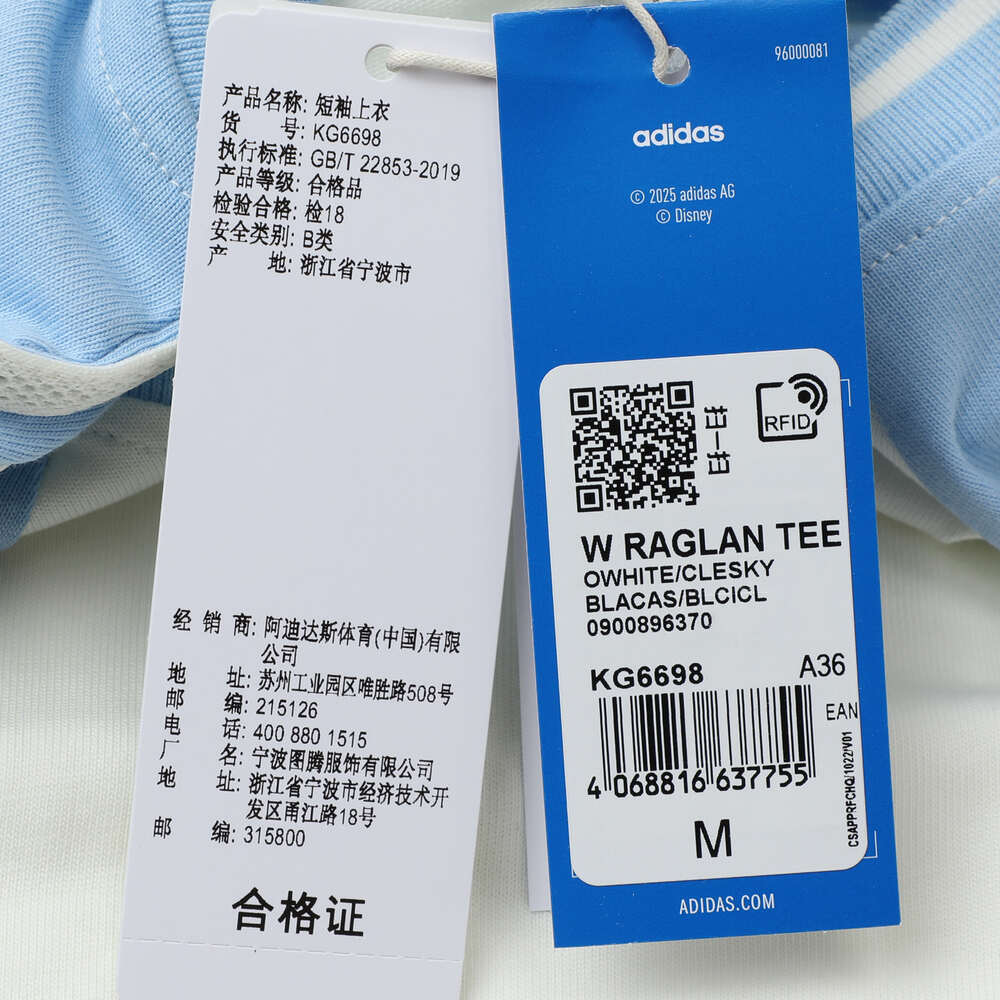 产品名称: 短袖上衣
货 号: KG6698
执行标准: GB/T 22853-2019
产品等级: 合格品
检验合格: 检18
安全类别: B类
产 地: 浙江省宁波市
经 销 商: 阿迪达斯体育(中国)有限
公司
地 址: 苏州工业园区唯胜路508号
邮 编: 215126
电 话: 400 880 1515
厂 名: 宁波图腾服饰有限公司
地 址: 浙江省宁波市经济技术开
发区甬江路18号
邮 编: 315800
合格证
96000081
adidas
© 2025 adidas AG
© Disney
扫一扫
RFID
W RAGLAN TEE
OWHITE/CLESKY
BLACAS/BLCICL
0900896370
KG6698 A36
EAN
4 068816 637755
M
CSAPPRFCHQ/1022/V01
ADIDAS.COM